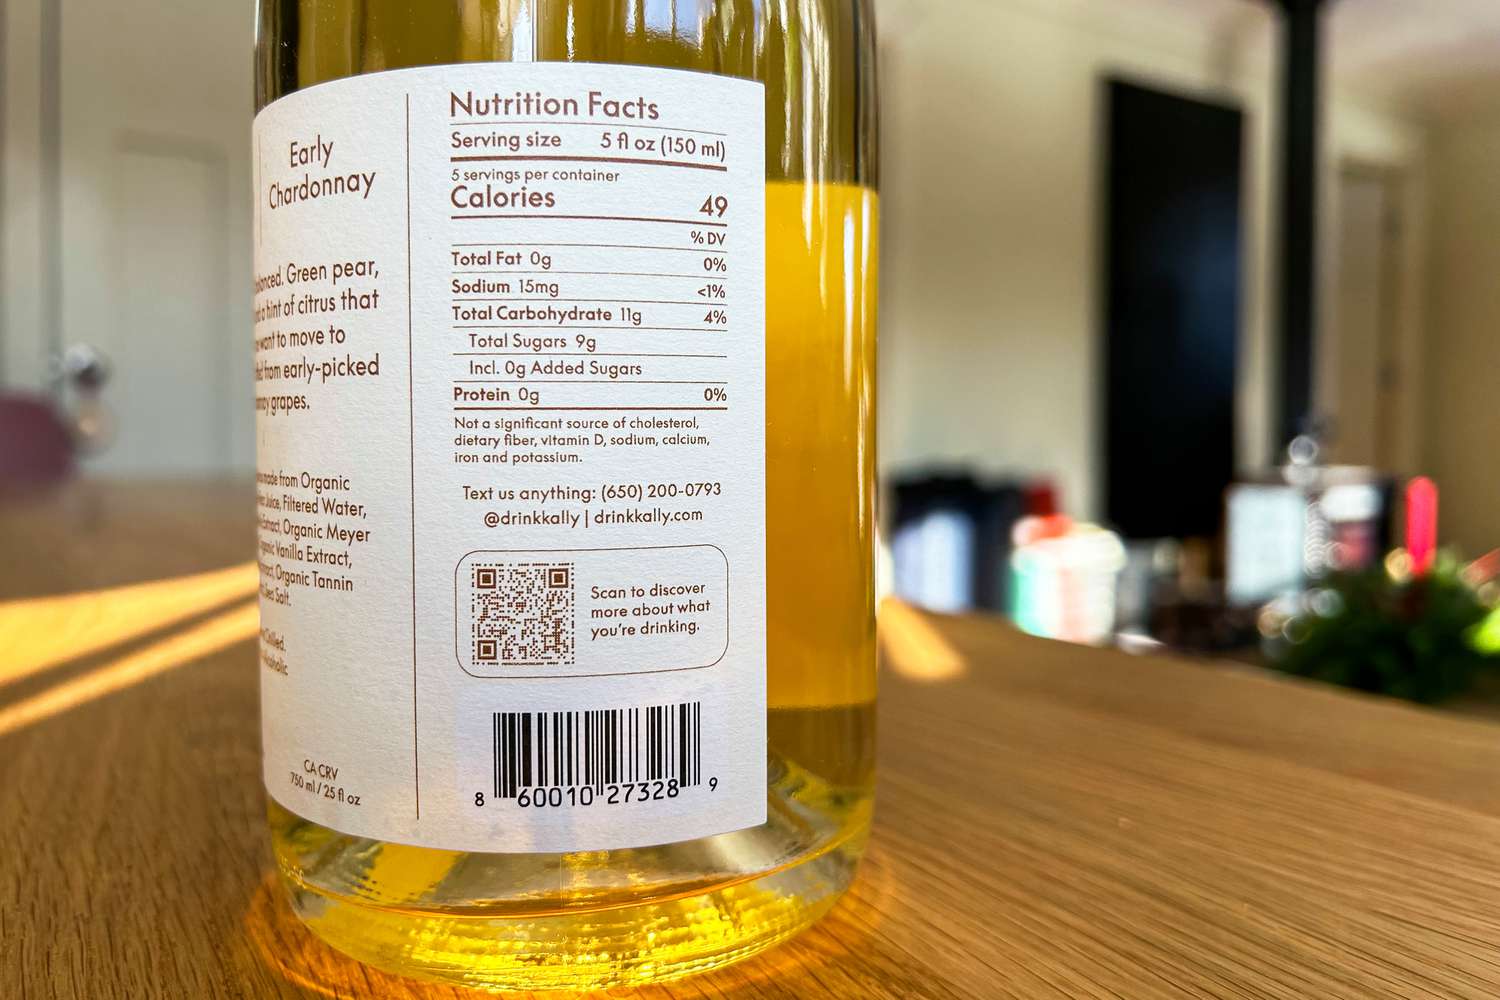 Early
Chardonnay
Green pear,
a hint of citrus that
want to move to
from early-picked
grapes.
made from Organic
Juice, Filtered Water,
Extract, Organic Meyer
Vanilla Extract,
Organic Tannin
Sea Salt.
CA CRV
750 ml / 25 fl oz
Nutrition Facts
Serving size 5 fl oz (150 ml)
5 servings per container
Calories 49
% DV
Total Fat 0g 0%
Sodium 15mg <1%
Total Carbohydrate 11g 4%
Total Sugars 9g
Incl. 0g Added Sugars
Protein 0g 0%
Not a significant source of cholesterol,
dietary fiber, vitamin D, sodium, calcium,
iron and potassium.
Text us anything: (650) 200-0793
@drinkkally | drinkkally.com
Scan to discover
more about what
you're drinking.
8 60010 27328 9